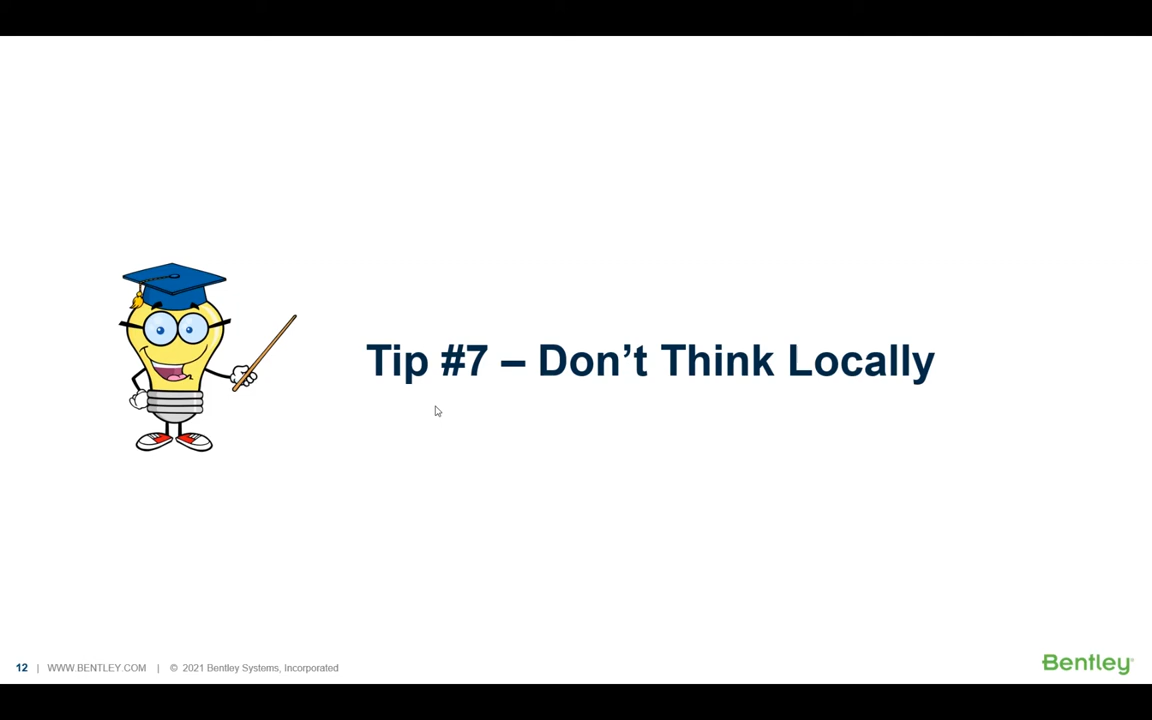 Tip #7 – Don’t Think Locally
12 | WWW.BENTLEY.COM | © 2021 Bentley Systems, Incorporated
Bentley®